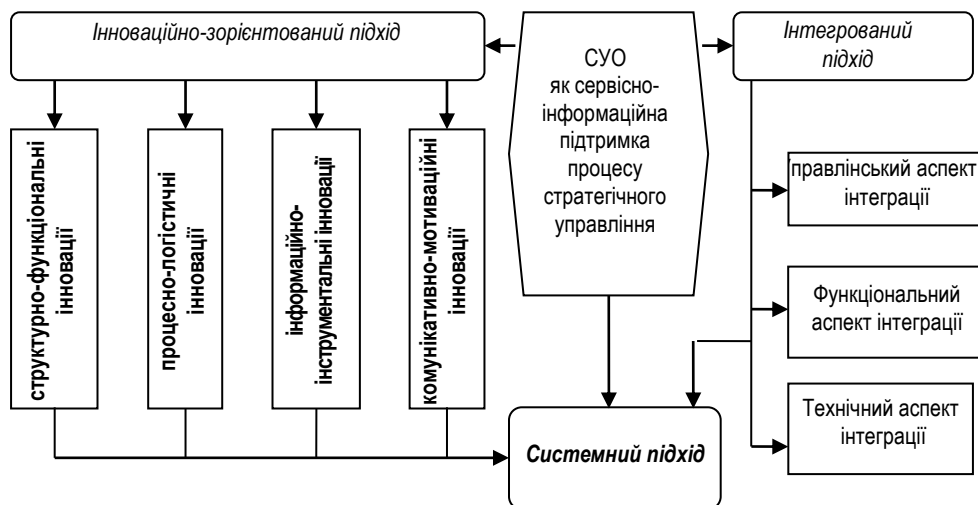 Інноваційно-зорієнтований підхід
СУО
як сервісно-
інформаційна
підтримка
процесу
стратегічного
управління
Інтегрований
підхід
структурно-функціональні
інновації
процесно-логістичні
інновації
інформаційно-
інструментальні інновації
комунікативно-мотиваційні
інновації
правлінський аспект
інтеграції
Функціональний
аспект інтеграції
Технічний аспект
інтеграції
Системний підхід